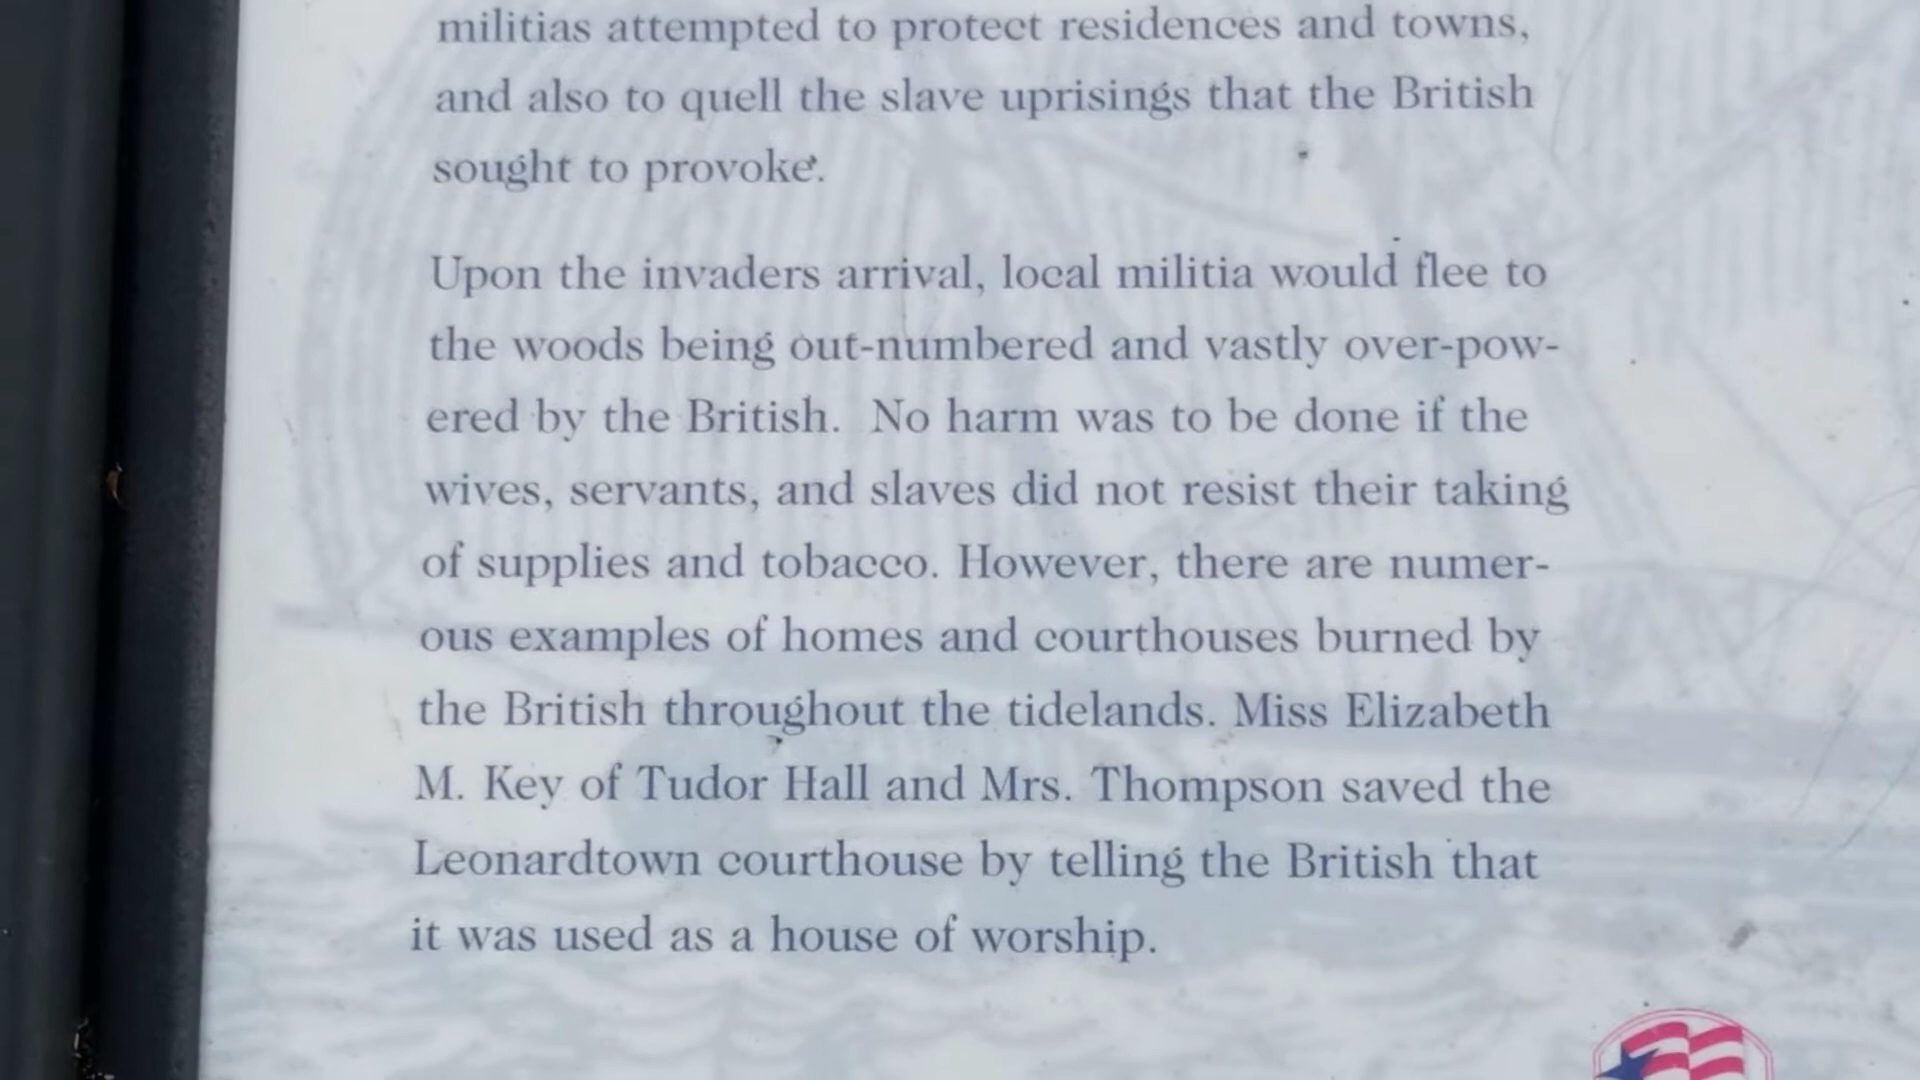 militias attempted to protect residences and towns,
and also to quell the slave uprisings that the British
sought to provoke.
Upon the invaders arrival, local militia would flee to
the woods being out-numbered and vastly over-pow-
ered by the British. No harm was to be done if the
wives, servants, and slaves did not resist their taking
of supplies and tobacco. However, there are numer-
ous examples of homes and courthouses burned by
the British throughout the tidelands. Miss Elizabeth
M. Key of Tudor Hall and Mrs. Thompson saved the
Leonardtown courthouse by telling the British that
it was used as a house of worship.